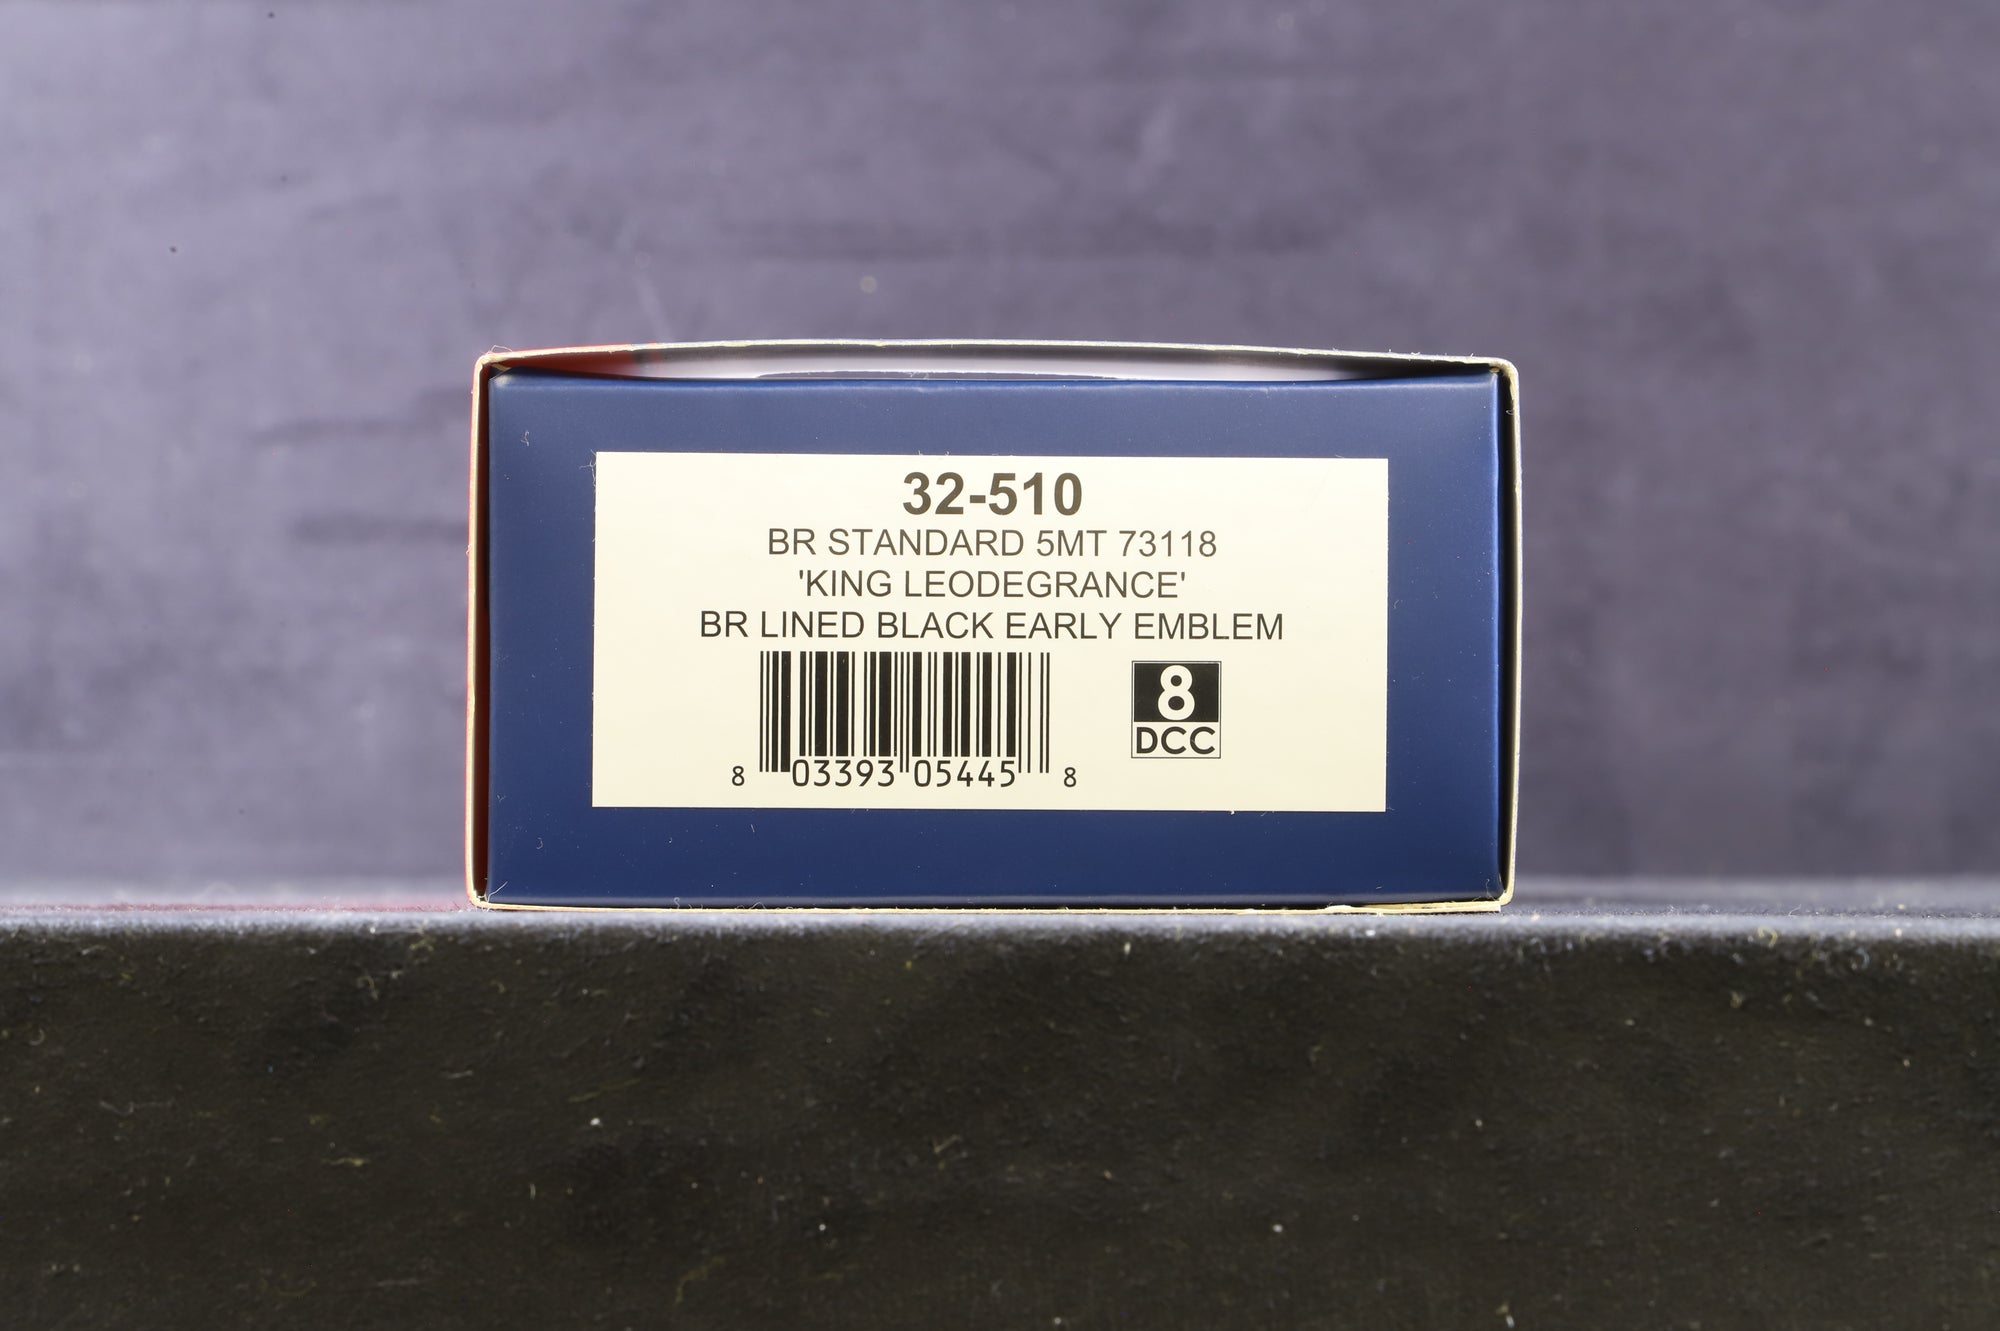 32-510
BR STANDARD 5MT 73118
'KING LEODEGRANCE'
BR LINED BLACK EARLY EMBLEM
8 03393 05445 8
8
DCC